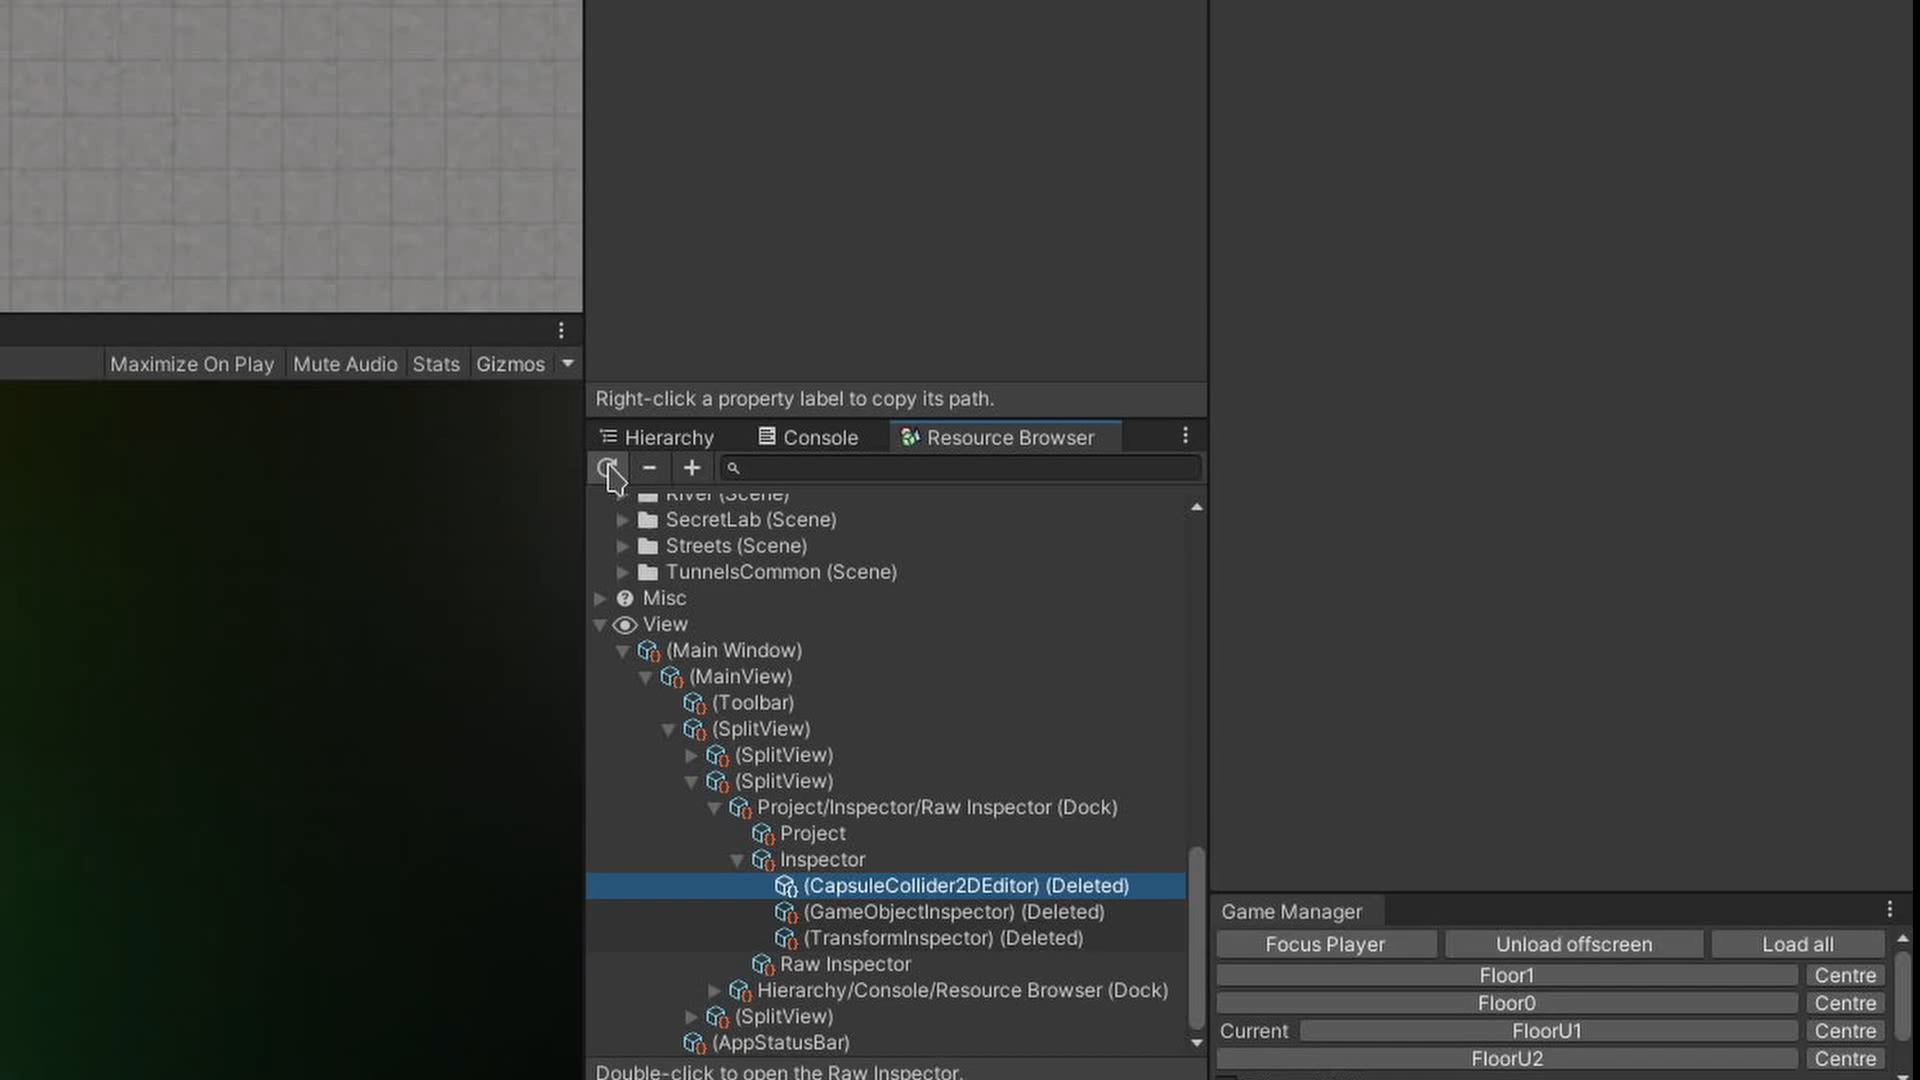 Maximize On Play Mute Audio Stats Gizmos
Right-click a property label to copy its path.
Hierarchy Console Resource Browser
River (Scene)
SecretLab (Scene)
Streets (Scene)
TunnelsCommon (Scene)
Misc
View
(Main Window)
(MainView)
(Toolbar)
(SplitView)
(SplitView)
(SplitView)
Project/Inspector/Raw Inspector (Dock)
Project
Inspector
(CapsuleCollider2DEditor) (Deleted)
(GameObjectInspector) (Deleted)
(TransformInspector) (Deleted)
Raw Inspector
Hierarchy/Console/Resource Browser (Dock)
(SplitView)
(AppStatusBar)
Double-click to open the Raw Inspector.
Game Manager
Focus Player Unload offscreen Load all
Floor1 Centre
Floor0 Centre
Current FloorU1 Centre
FloorU2 Centre